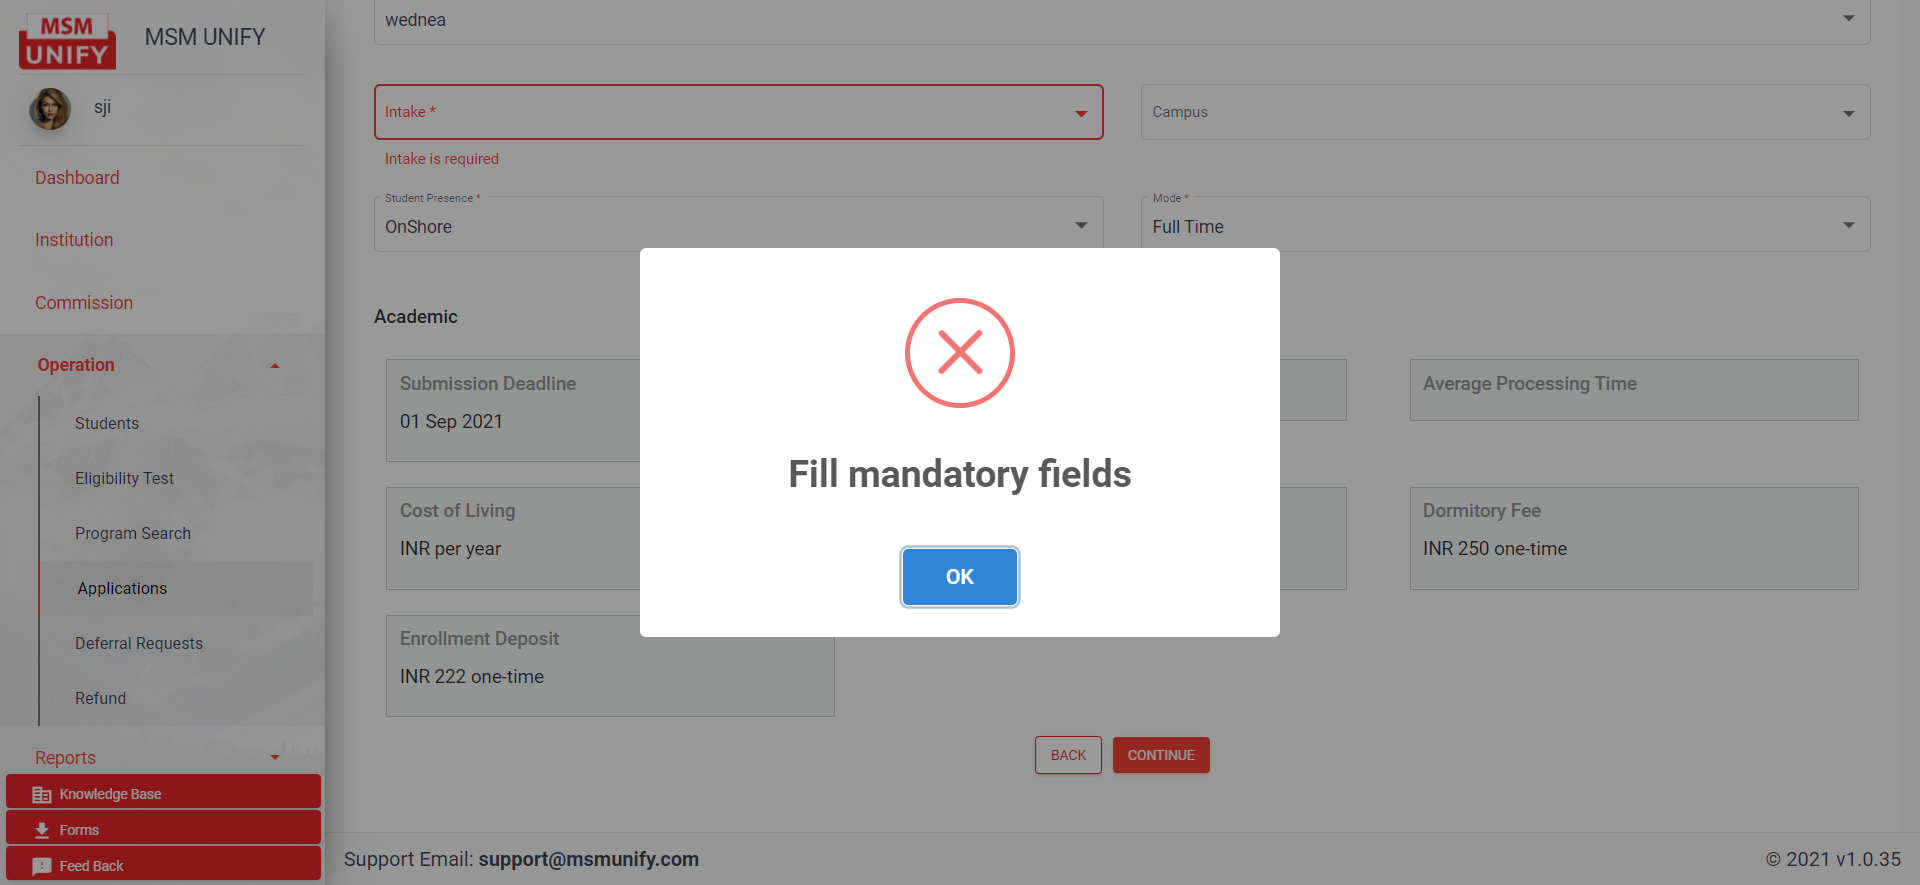 MSM
UNIFY
MSM UNIFY
sji
Dashboard
Institution
Commission
Operation
Students
Eligibility Test
Program Search
Applications
Deferral Requests
Refund
Reports
Knowledge Base
Forms
Feed Back
wednea
Intake *
Campus
Intake is required
Student Presence *
Mode *
OnShore
Full Time
Academic
Submission Deadline
01 Sep 2021
Average Processing Time
Cost of Living
INR per year
Dormitory Fee
INR 250 one-time
Enrollment Deposit
INR 222 one-time
Fill mandatory fields
OK
BACK
CONTINUE
Support Email: support@msmunify.com
© 2021 v1.0.35